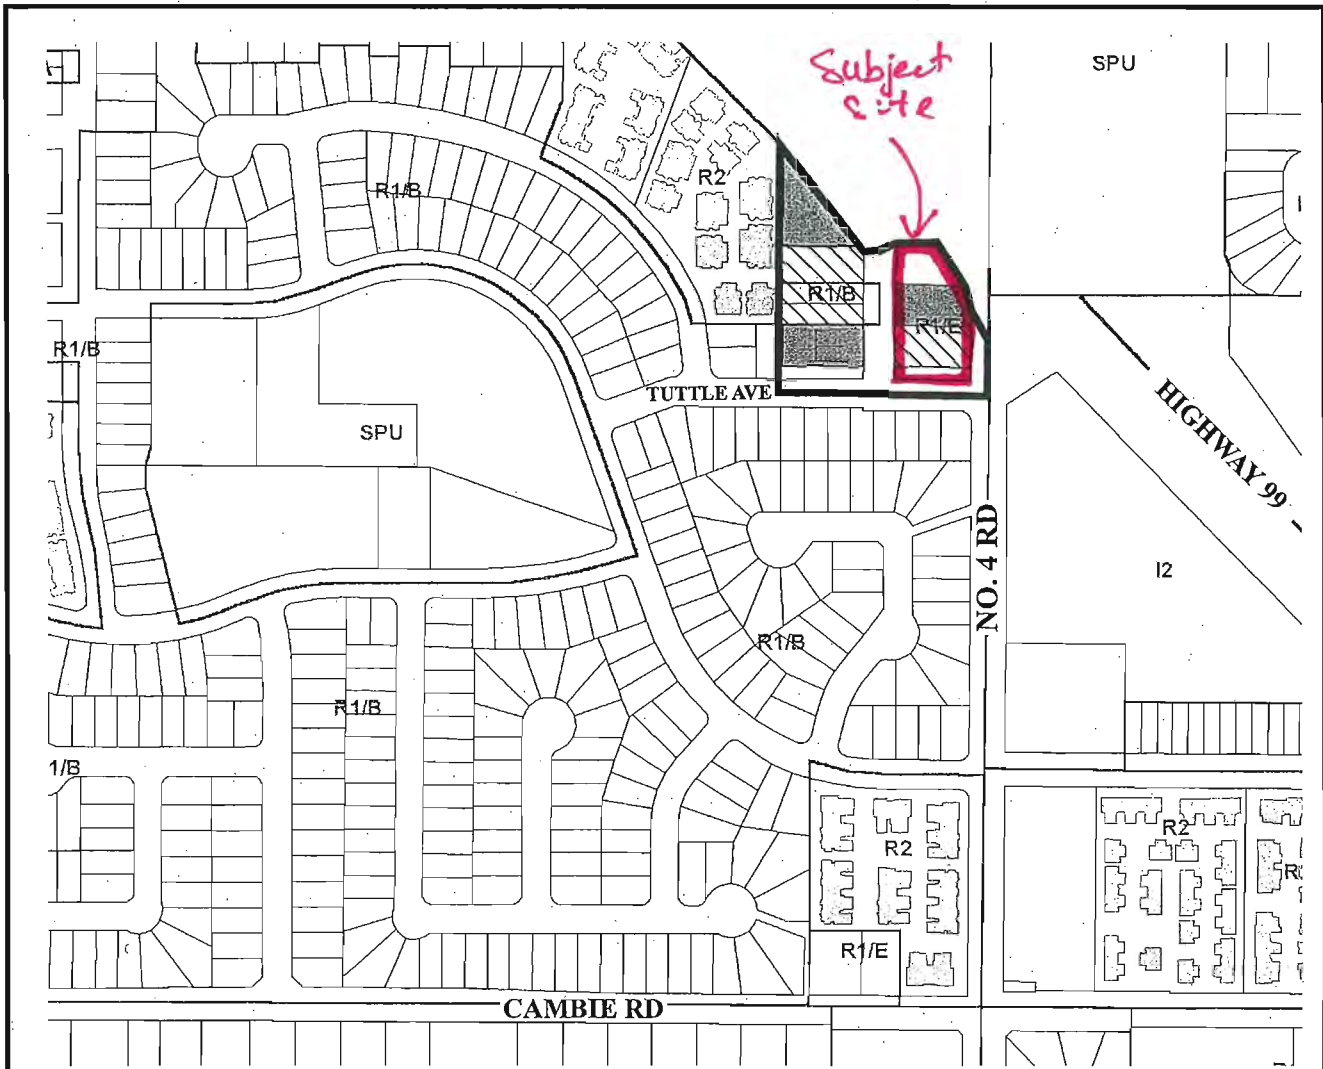 Subject
site
SPU
R1/B
R2
R1/B
R1/E
R1/B
TUTTLE AVE
SPU
HIGHWAY 99
NO. 4 RD
I2
R1/B
R1/B
1/B
R2
R2
R1/E
CAMBIE RD